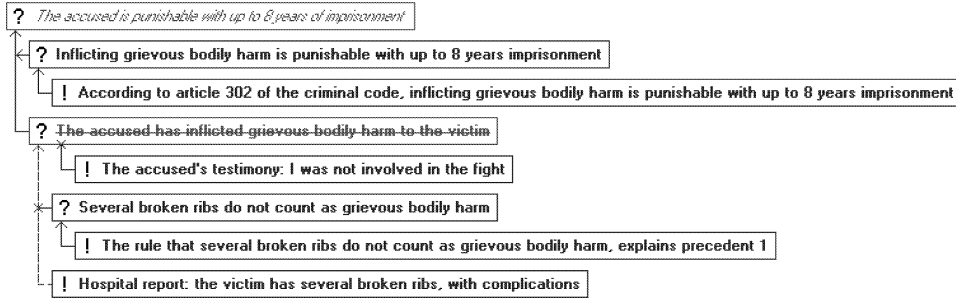 ? The accused is punishable with up to 8 years of imprisonment
? Inflicting grievous bodily harm is punishable with up to 8 years imprisonment
! According to article 302 of the criminal code, inflicting grievous bodily harm is punishable with up to 8 years imprisonment
? The accused has inflicted grievous bodily harm to the victim
! The accused's testimony: I was not involved in the fight
? Several broken ribs do not count as grievous bodily harm
! The rule that several broken ribs do not count as grievous bodily harm, explains precedent 1
! Hospital report: the victim has several broken ribs, with complications